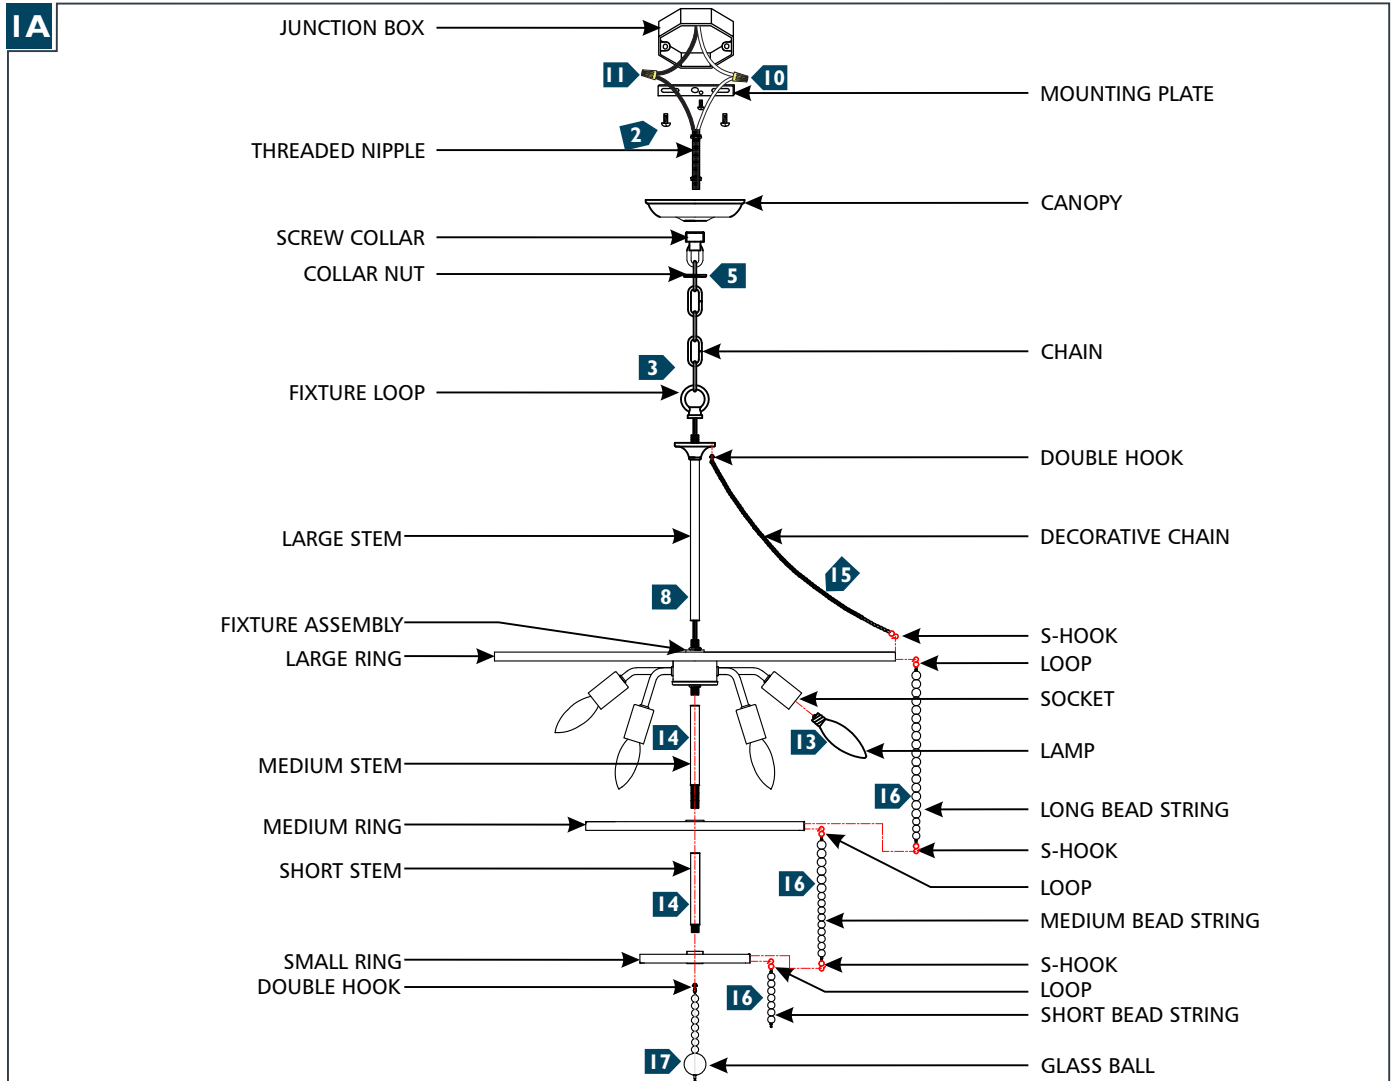 1A
JUNCTION BOX
11
10
MOUNTING PLATE
2
THREADED NIPPLE
CANOPY
SCREW COLLAR
COLLAR NUT
5
CHAIN
3
FIXTURE LOOP
DOUBLE HOOK
LARGE STEM
DECORATIVE CHAIN
15
8
FIXTURE ASSEMBLY
S-HOOK
LARGE RING
LOOP
SOCKET
14
13
LAMP
MEDIUM STEM
16
LONG BEAD STRING
MEDIUM RING
S-HOOK
SHORT STEM
16
LOOP
14
MEDIUM BEAD STRING
SMALL RING
S-HOOK
DOUBLE HOOK
LOOP
16
SHORT BEAD STRING
17
GLASS BALL